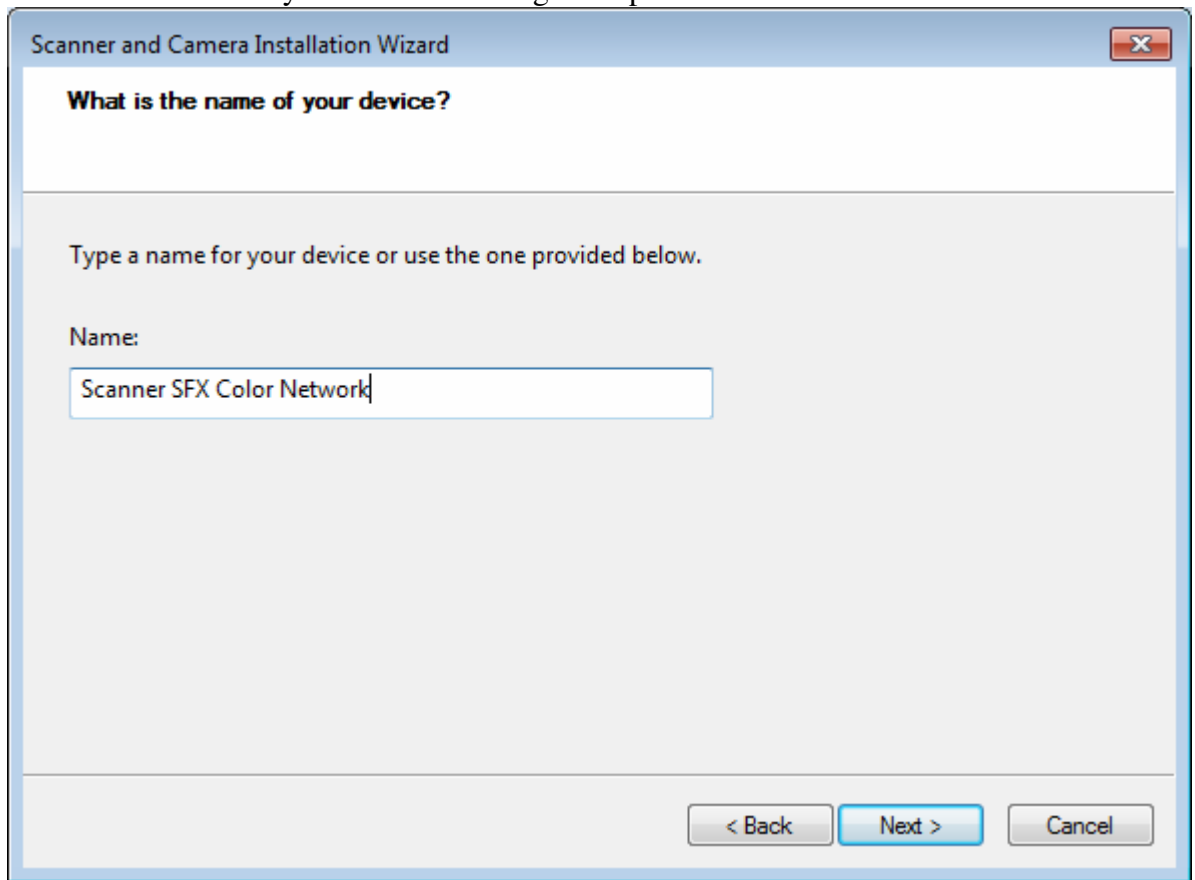 Scanner and Camera Installation Wizard
What is the name of your device?
Type a name for your device or use the one provided below.
Name:
Scanner SFX Color Network
< Back Next > Cancel